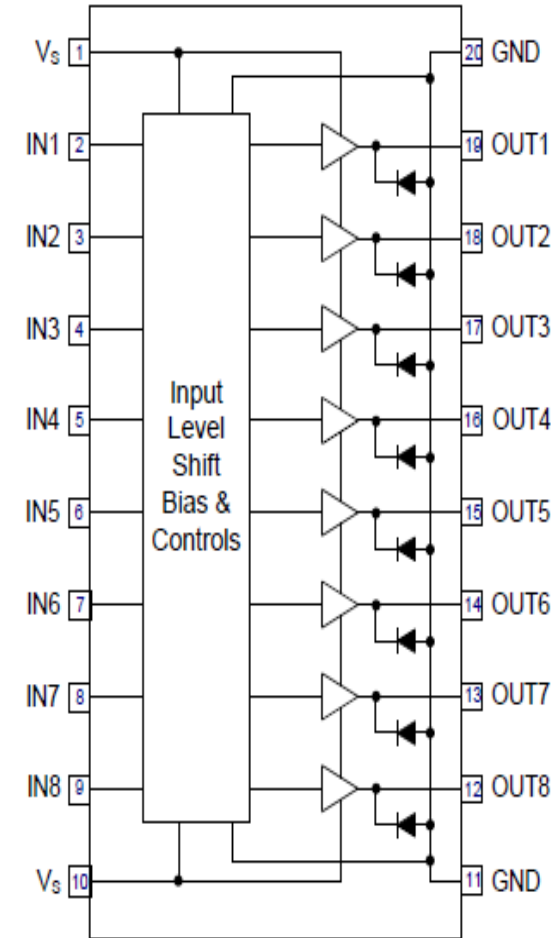 Vs 1 20 GND
IN1 2 19 OUT1
IN2 3 18 OUT2
IN3 4 17 OUT3
IN4 5 16 OUT4
IN5 6 15 OUT5
IN6 7 14 OUT6
IN7 8 13 OUT7
IN8 9 12 OUT8
Vs 10 11 GND
Input
Level
Shift
Bias &
Controls